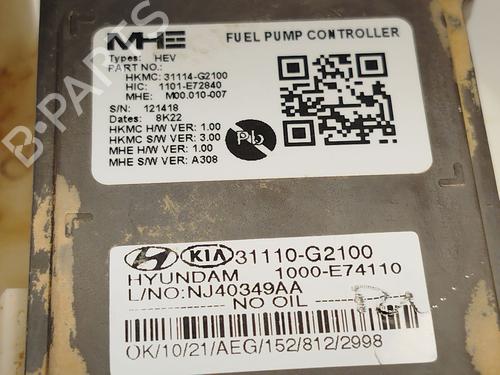 MHE FUEL PUMP CONTROLLER
Types: HEV
PART NO.
HKMC: 31114-G2100
HIC: 1101-E72840
MHE: M00.010-007
S/N: 121418
Dates: 8K22
HKMC H/W VER: 1.00
HKMC S/W VER: 3.00
MHE H/W VER: 1.00
MHE S/W VER: A308
Pb
KIA 31110-G2100
HYUNDAM 1000-E74110
L/NO:NJ40349AA
NO OIL
OK/10/21/AEG/152/812/2998
B-PARTS